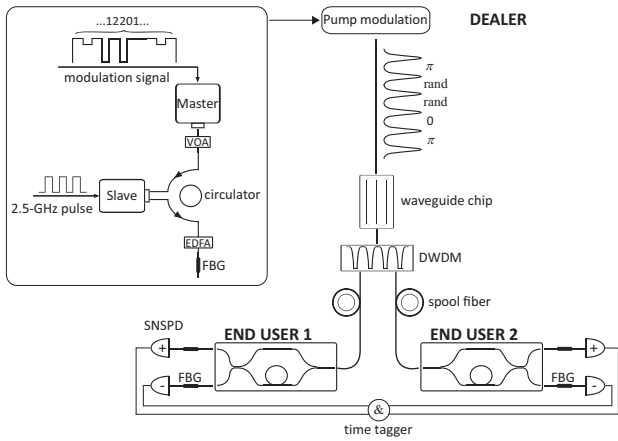 ...12201...
modulation signal
Master
VOA
circulator
Slave
2.5-GHz pulse
EDFA
FBG
Pump modulation
DEALER
π
rand
rand
0
π
waveguide chip
DWDM
spool fiber
SNSPD
END USER 1
END USER 2
+
+
FBG
FBG
-
-
&
time tagger